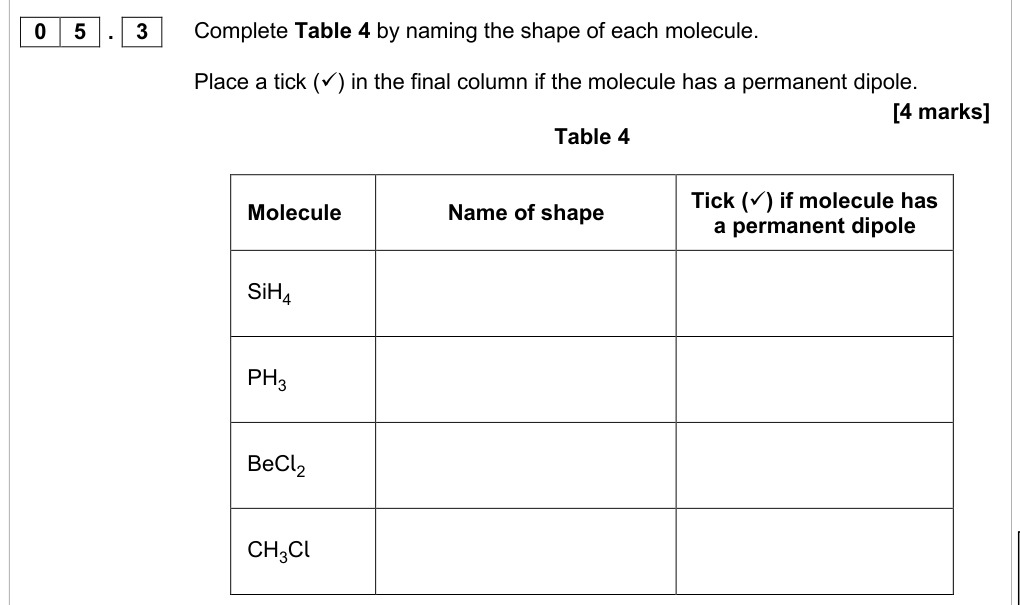 0 5 . 3 Complete Table 4 by naming the shape of each molecule.
Place a tick (✓) in the final column if the molecule has a permanent dipole.
[4 marks]
Table 4
Molecule Name of shape Tick (✓) if molecule has a permanent dipole
SiH₄
PH₃
BeCl₂
CH₃Cl